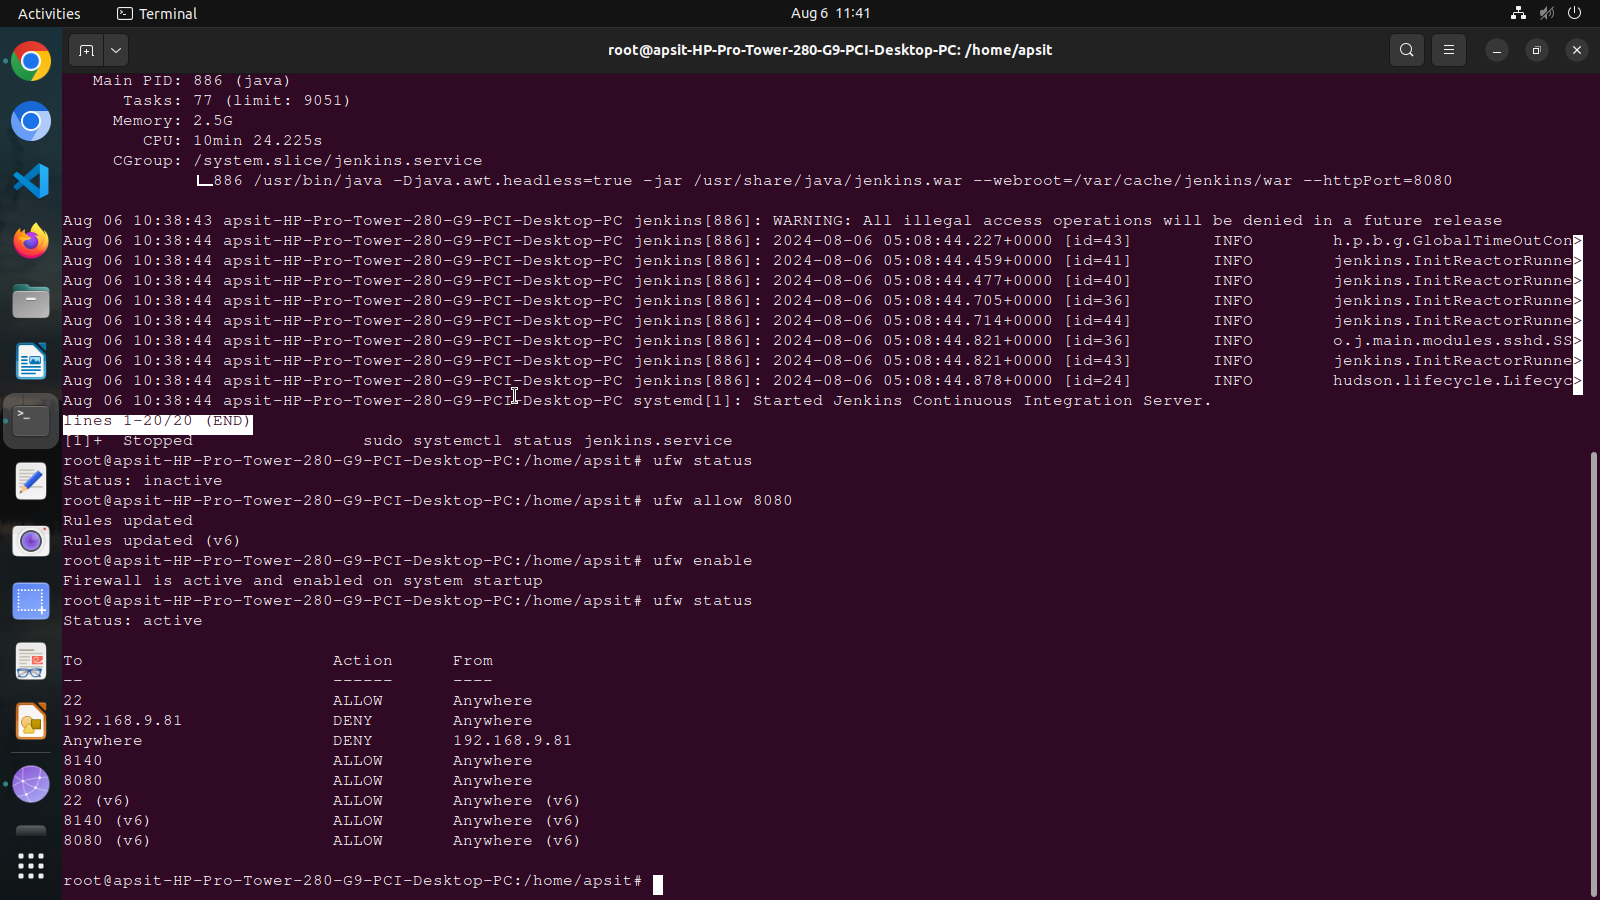 Activities Terminal Aug 6 11:41
root@apsit-HP-Pro-Tower-280-G9-PCI-Desktop-PC: /home/apsit
Main PID: 886 (java)
Tasks: 77 (limit: 9051)
Memory: 2.5G
CPU: 10min 24.225s
CGroup: /system.slice/jenkins.service
└─886 /usr/bin/java -Djava.awt.headless=true -jar /usr/share/java/jenkins.war --webroot=/var/cache/jenkins/war --httpPort=8080
Aug 06 10:38:43 apsit-HP-Pro-Tower-280-G9-PCI-Desktop-PC jenkins[886]: WARNING: All illegal access operations will be denied in a future release
Aug 06 10:38:44 apsit-HP-Pro-Tower-280-G9-PCI-Desktop-PC jenkins[886]: 2024-08-06 05:08:44.227+0000 [id=43] INFO h.p.b.g.GlobalTimeOutCon>
Aug 06 10:38:44 apsit-HP-Pro-Tower-280-G9-PCI-Desktop-PC jenkins[886]: 2024-08-06 05:08:44.459+0000 [id=41] INFO jenkins.InitReactorRunne>
Aug 06 10:38:44 apsit-HP-Pro-Tower-280-G9-PCI-Desktop-PC jenkins[886]: 2024-08-06 05:08:44.477+0000 [id=40] INFO jenkins.InitReactorRunne>
Aug 06 10:38:44 apsit-HP-Pro-Tower-280-G9-PCI-Desktop-PC jenkins[886]: 2024-08-06 05:08:44.705+0000 [id=36] INFO jenkins.InitReactorRunne>
Aug 06 10:38:44 apsit-HP-Pro-Tower-280-G9-PCI-Desktop-PC jenkins[886]: 2024-08-06 05:08:44.714+0000 [id=44] INFO jenkins.InitReactorRunne>
Aug 06 10:38:44 apsit-HP-Pro-Tower-280-G9-PCI-Desktop-PC jenkins[886]: 2024-08-06 05:08:44.821+0000 [id=36] INFO o.j.main.modules.sshd.SS>
Aug 06 10:38:44 apsit-HP-Pro-Tower-280-G9-PCI-Desktop-PC jenkins[886]: 2024-08-06 05:08:44.821+0000 [id=43] INFO jenkins.InitReactorRunne>
Aug 06 10:38:44 apsit-HP-Pro-Tower-280-G9-PCI-Desktop-PC jenkins[886]: 2024-08-06 05:08:44.878+0000 [id=24] INFO hudson.lifecycle.Lifecyc>
Aug 06 10:38:44 apsit-HP-Pro-Tower-280-G9-PCI-Desktop-PC systemd[1]: Started Jenkins Continuous Integration Server.
lines 1-20/20 (END)
[1]+ Stopped sudo systemctl status jenkins.service
root@apsit-HP-Pro-Tower-280-G9-PCI-Desktop-PC:/home/apsit# ufw status
Status: inactive
root@apsit-HP-Pro-Tower-280-G9-PCI-Desktop-PC:/home/apsit# ufw allow 8080
Rules updated
Rules updated (v6)
root@apsit-HP-Pro-Tower-280-G9-PCI-Desktop-PC:/home/apsit# ufw enable
Firewall is active and enabled on system startup
root@apsit-HP-Pro-Tower-280-G9-PCI-Desktop-PC:/home/apsit# ufw status
Status: active
To Action From
-- ------ ----
22 ALLOW Anywhere
192.168.9.81 DENY Anywhere
Anywhere DENY 192.168.9.81
8140 ALLOW Anywhere
8080 ALLOW Anywhere
22 (v6) ALLOW Anywhere (v6)
8140 (v6) ALLOW Anywhere (v6)
8080 (v6) ALLOW Anywhere (v6)
root@apsit-HP-Pro-Tower-280-G9-PCI-Desktop-PC:/home/apsit#